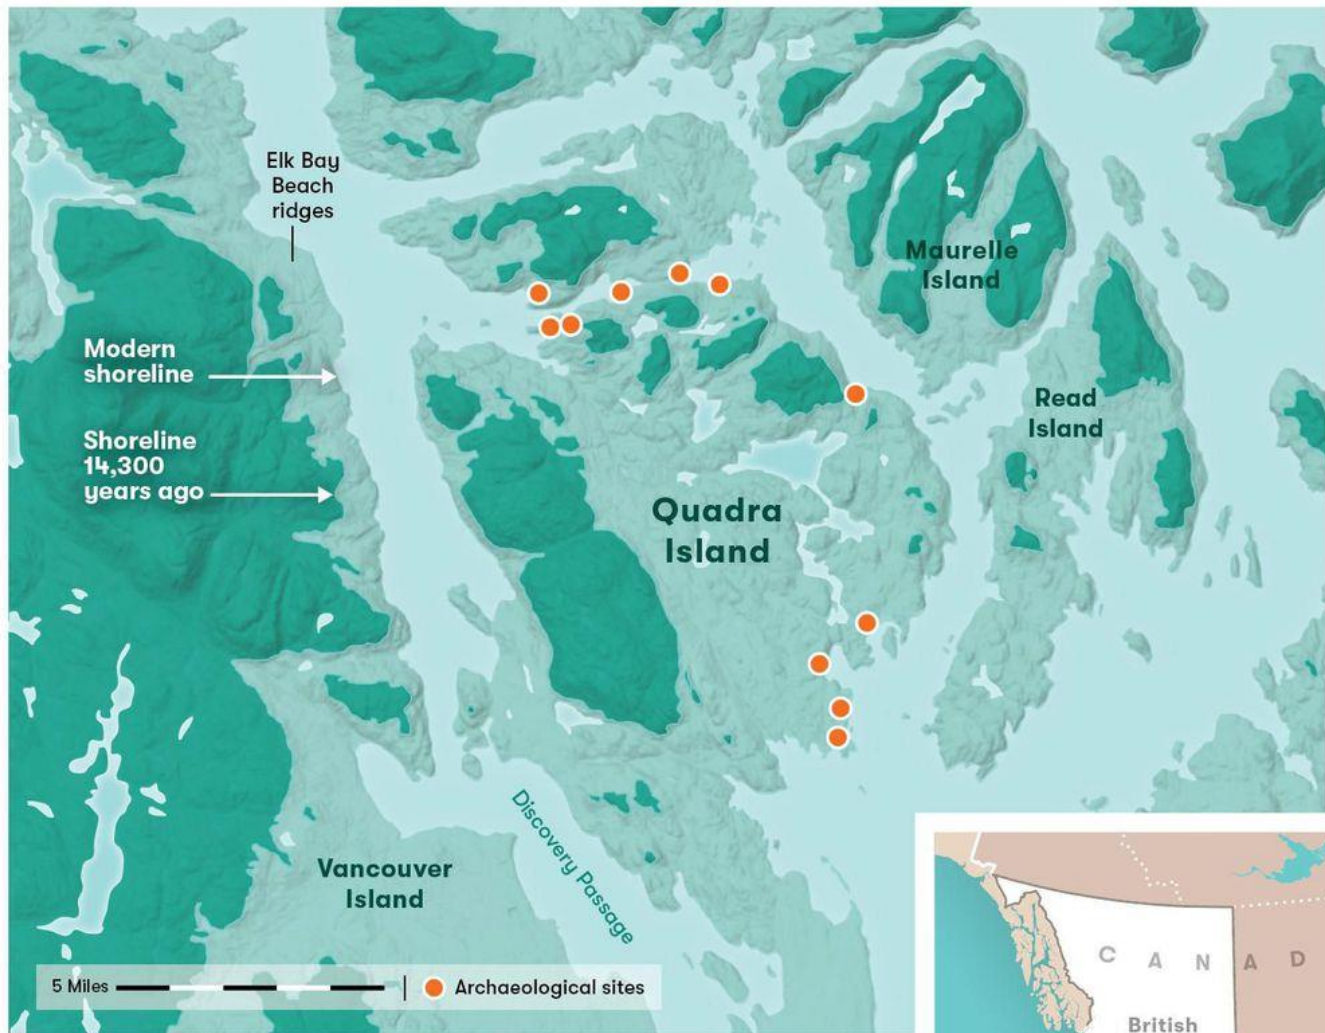 Elk Bay
Beach
ridges
Maurelle
Island
Modern
shoreline
Read
Island
Shoreline
14,300
years ago
Quadra
Island
Discovery Passage
Vancouver
Island
5 Miles
Archaeological sites
C A N A D
British